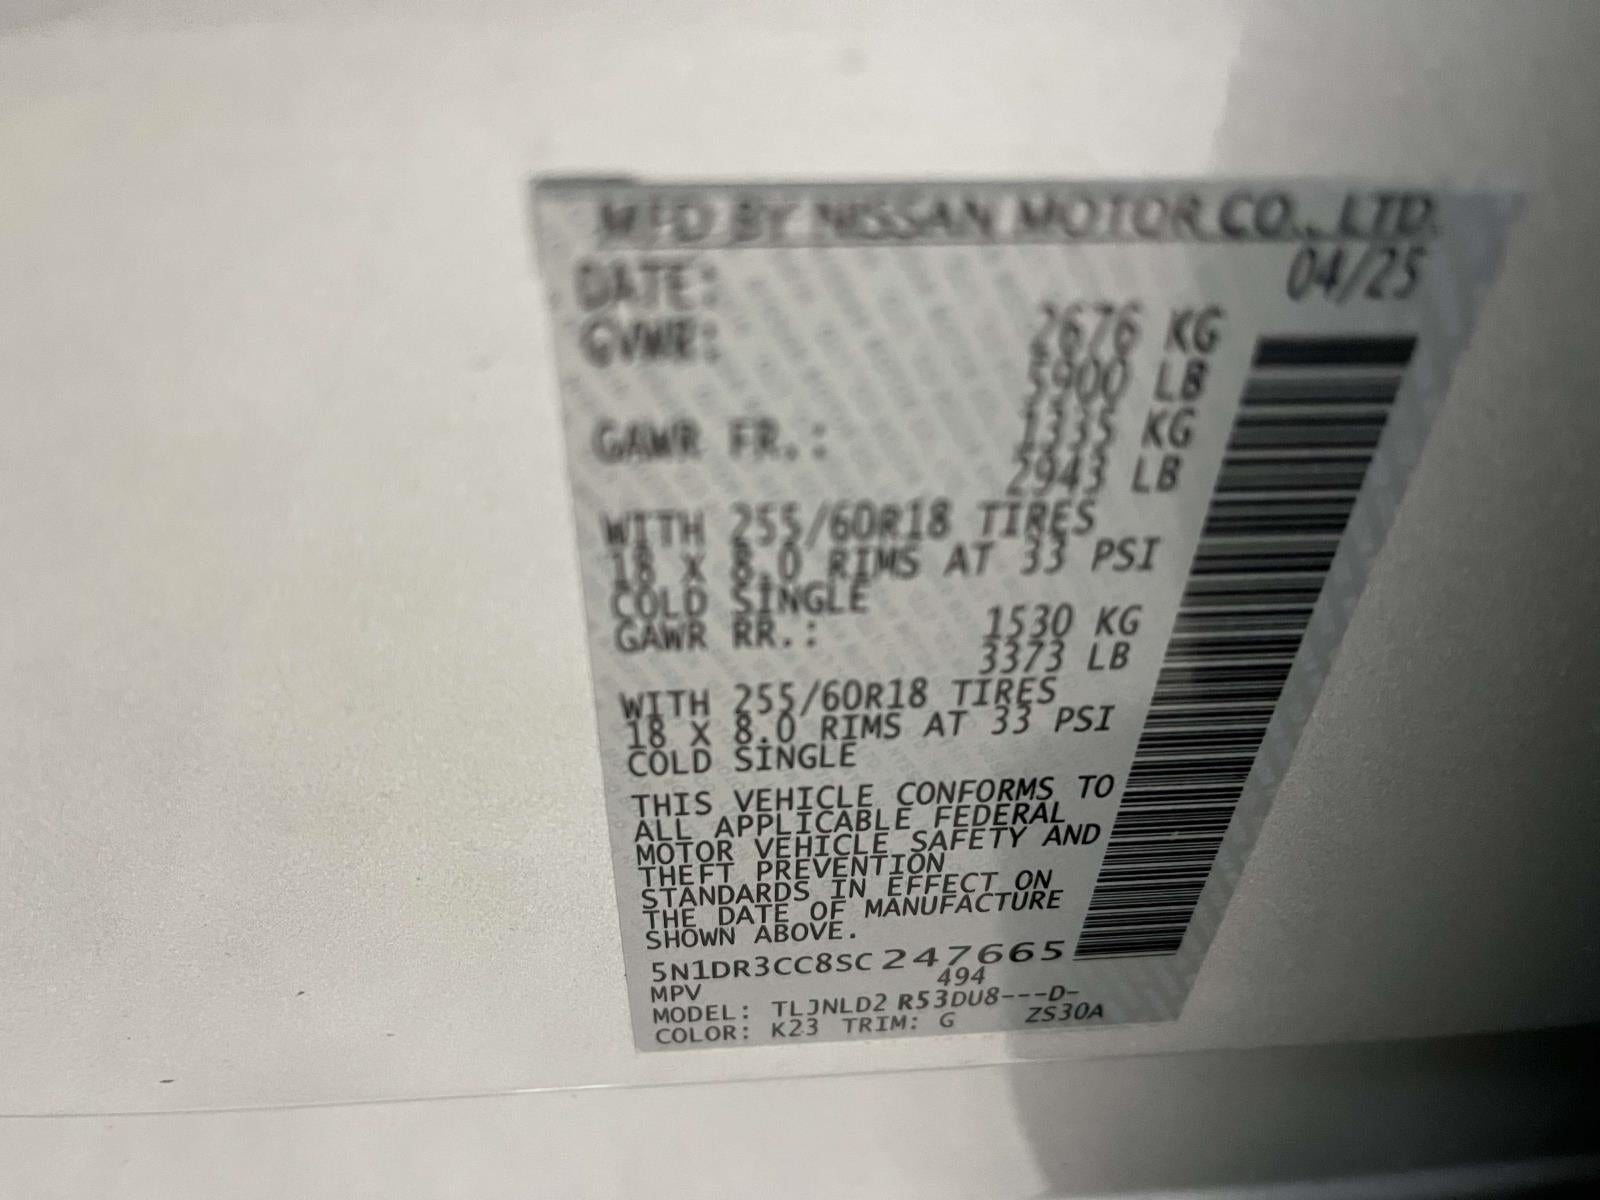 MFD BY NISSAN MOTOR CO., LTD.
DATE: 04/25
GVWR: 2676 KG
5900 LB
GAWR FR.: 1335 KG
2943 LB
WITH 255/60R18 TIRES
18 X 8.0 RIMS AT 33 PSI
COLD SINGLE
GAWR RR.: 1530 KG
3373 LB
WITH 255/60R18 TIRES
18 X 8.0 RIMS AT 33 PSI
COLD SINGLE
THIS VEHICLE CONFORMS TO
ALL APPLICABLE FEDERAL
MOTOR VEHICLE SAFETY AND
THEFT PREVENTION
STANDARDS IN EFFECT ON
THE DATE OF MANUFACTURE
SHOWN ABOVE.
5N1DR3CC8SC247665
MPV 494
MODEL: TLJNLD2 R53DU8---D-
COLOR: K23 TRIM: G ZS30A